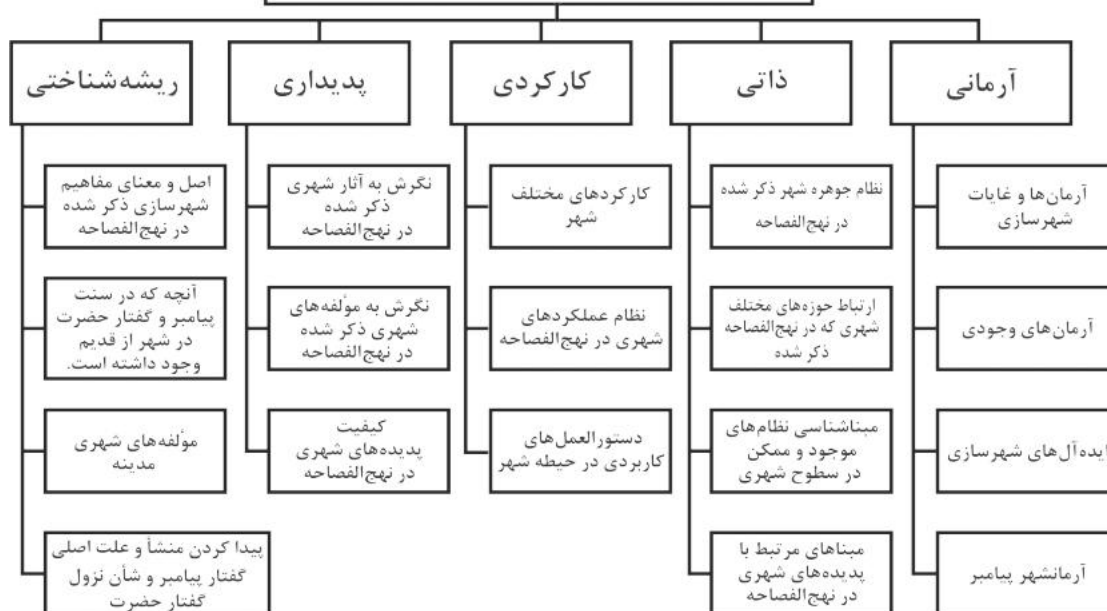 آرمانی
ذاتی
کارکردی
پدیداری
ریشه‌شناختی
آرمان‌ها و غایات
شهرسازی
آرمان‌های وجودی
ایده‌آل‌های شهرسازی
آرمانشهر پیامبر
نظام جوهره شهر ذکر شده
در نهج‌الفصاحه
ارتباط حوزه‌های مختلف
شهری که در نهج‌الفصاحه
ذکر شده
مبناشناسی نظام‌های
موجود و ممکن
در سطوح شهری
مبناهای مرتبط با
پدیده‌های شهری
در نهج‌الفصاحه
کارکردهای مختلف
شهر
نظام عملکردهای
شهری در نهج‌الفصاحه
دستورالعمل‌های
کاربردی در حیطه شهر
نگرش به آثار شهری
ذکر شده
در نهج‌الفصاحه
نگرش به مؤلفه‌های
شهری ذکر شده
در نهج‌الفصاحه
کیفیت
پدیده‌های شهری
در نهج‌الفصاحه
اصل و معنای مفاهیم
شهرسازی ذکر شده
در نهج‌الفصاحه
آنچه که در سنت
پیامبر و گفتار حضرت
در شهر از قدیم
وجود داشته است.
مؤلفه‌های شهری
مدینه
پیدا کردن منشأ و علت اصلی
گفتار پیامبر و شأن نزول
گفتار حضرت